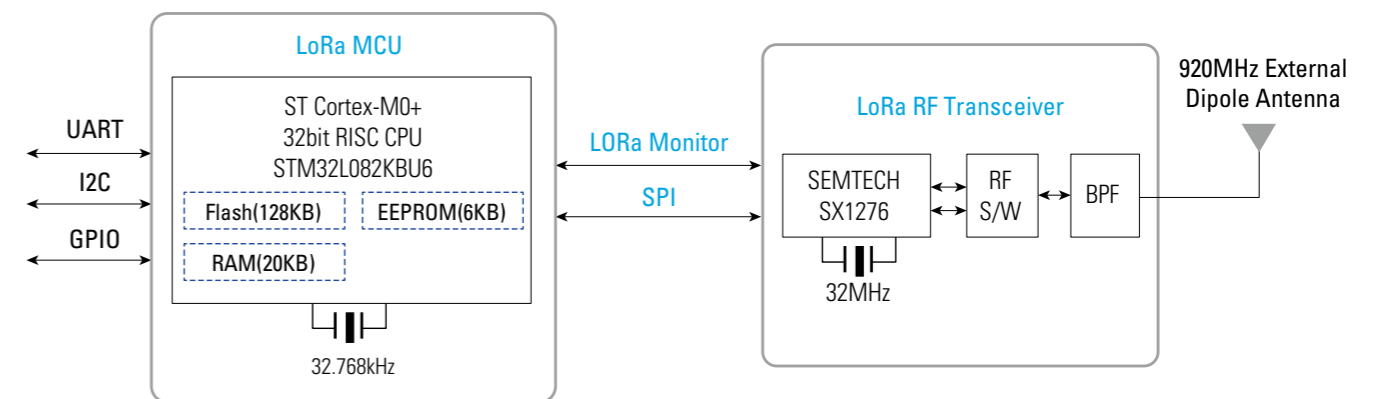 LoRa MCU
ST Cortex-M0+
32bit RISC CPU
STM32L082KBU6
Flash(128KB)
EEPROM(6KB)
RAM(20KB)
32.768kHz
UART
I2C
GPIO
LORa Monitor
SPI
LoRa RF Transceiver
SEMTECH
SX1276
32MHz
RF
S/W
BPF
920MHz External
Dipole Antenna